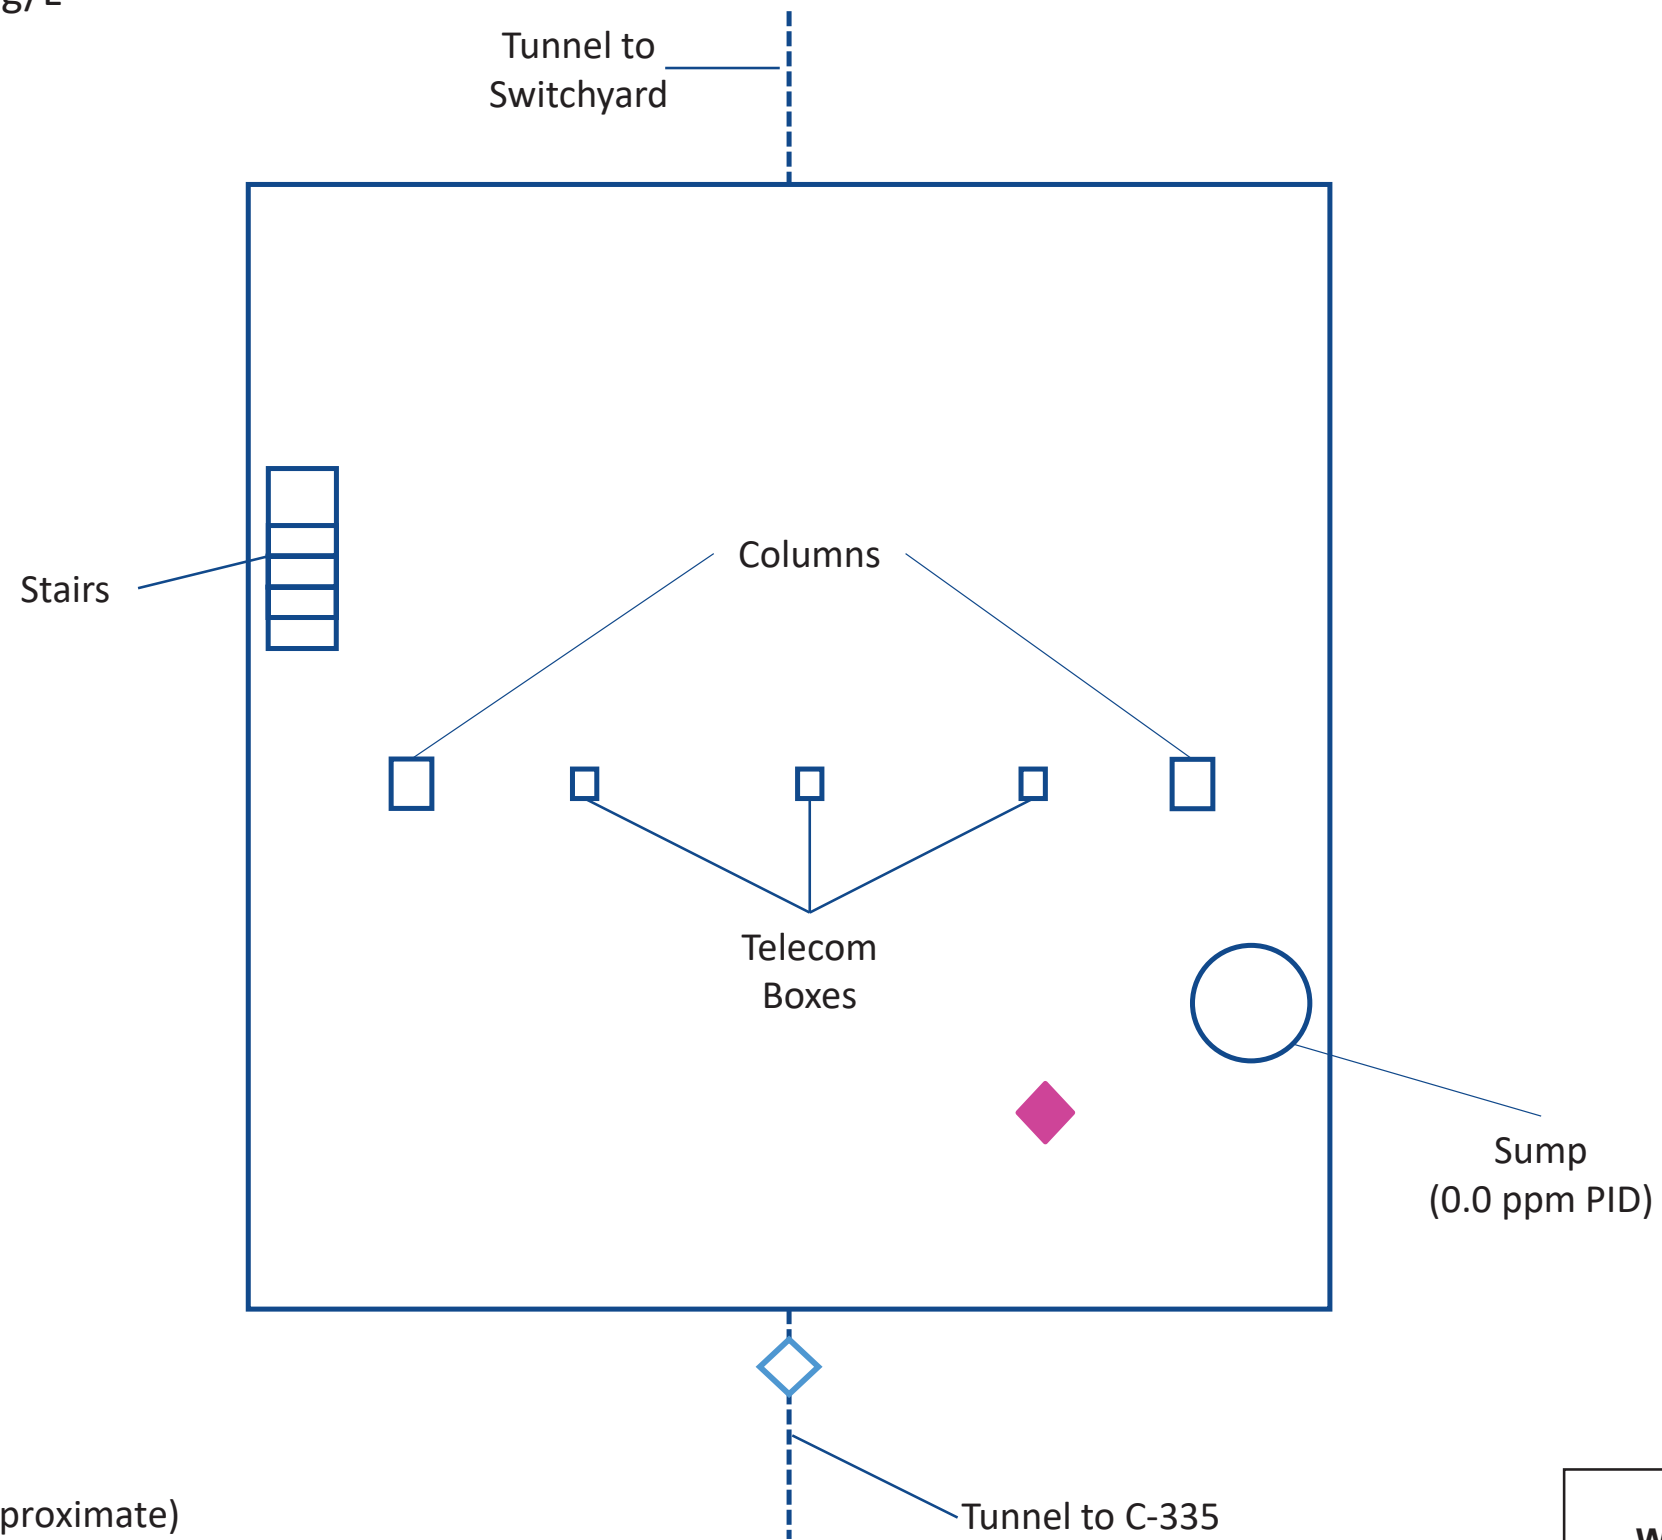 g/L
Tunnel to
Switchyard
Columns
Stairs
Telecom
Boxes
Sump
(0.0 ppm PID)
proximate)
Tunnel to C-335